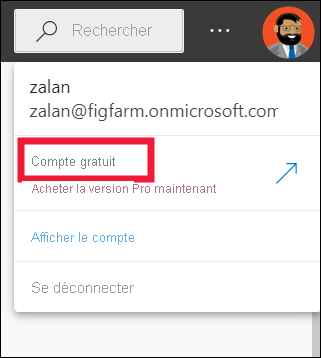 Rechercher
zalan
zalan@figfarm.onmicrosoft.com
Compte gratuit
Acheter la version Pro maintenant
Afficher le compte
Se déconnecter